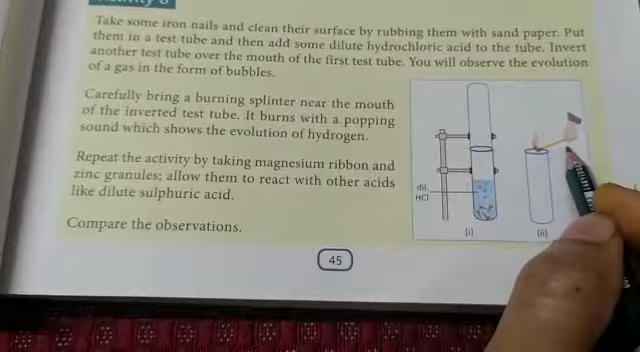 Take some iron nails and clean their surface by rubbing them with sand paper. Put
them in a test tube and then add some dilute hydrochloric acid to the tube. Invert
another test tube over the mouth of the first test tube. You will observe the evolution
of a gas in the form of bubbles.
Carefully bring a burning splinter near the mouth
of the inverted test tube. It burns with a popping
sound which shows the evolution of hydrogen.
Repeat the activity by taking magnesium ribbon and
zinc granules; allow them to react with other acids
like dilute sulphuric acid.
Compare the observations.
dil.
HCl
(i)
(ii)
45